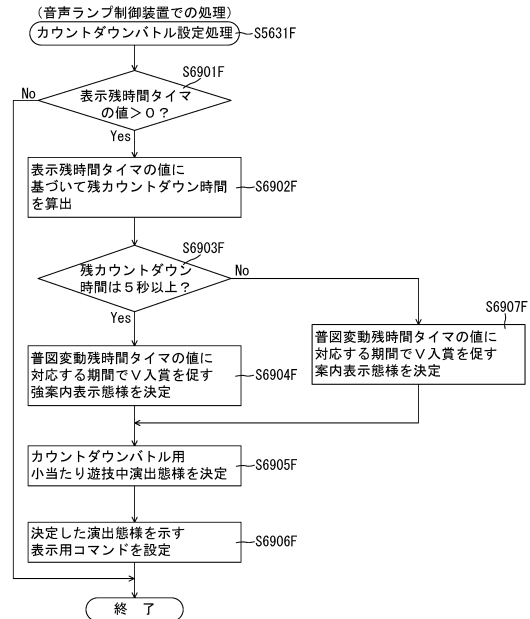 (音声ランプ制御装置での処理)
カウントダウンバトル設定処理
S5631F
S6901F
表示残時間タイマ
の値>0?
No
Yes
表示残時間タイマの値に
基づいて残カウントダウン時間
を算出
S6902F
S6903F
残カウントダウン
時間は5秒以上?
No
Yes
普図変動残時間タイマの値に
対応する期間でV入賞を促す
強案内表示態様を決定
S6904F
S6907F
普図変動残時間タイマの値に
対応する期間でV入賞を促す
案内表示態様を決定
カウントダウンバトル用
小当たり遊技中演出態様を決定
S6905F
決定した演出態様を示す
表示用コマンドを設定
S6906F
終 了